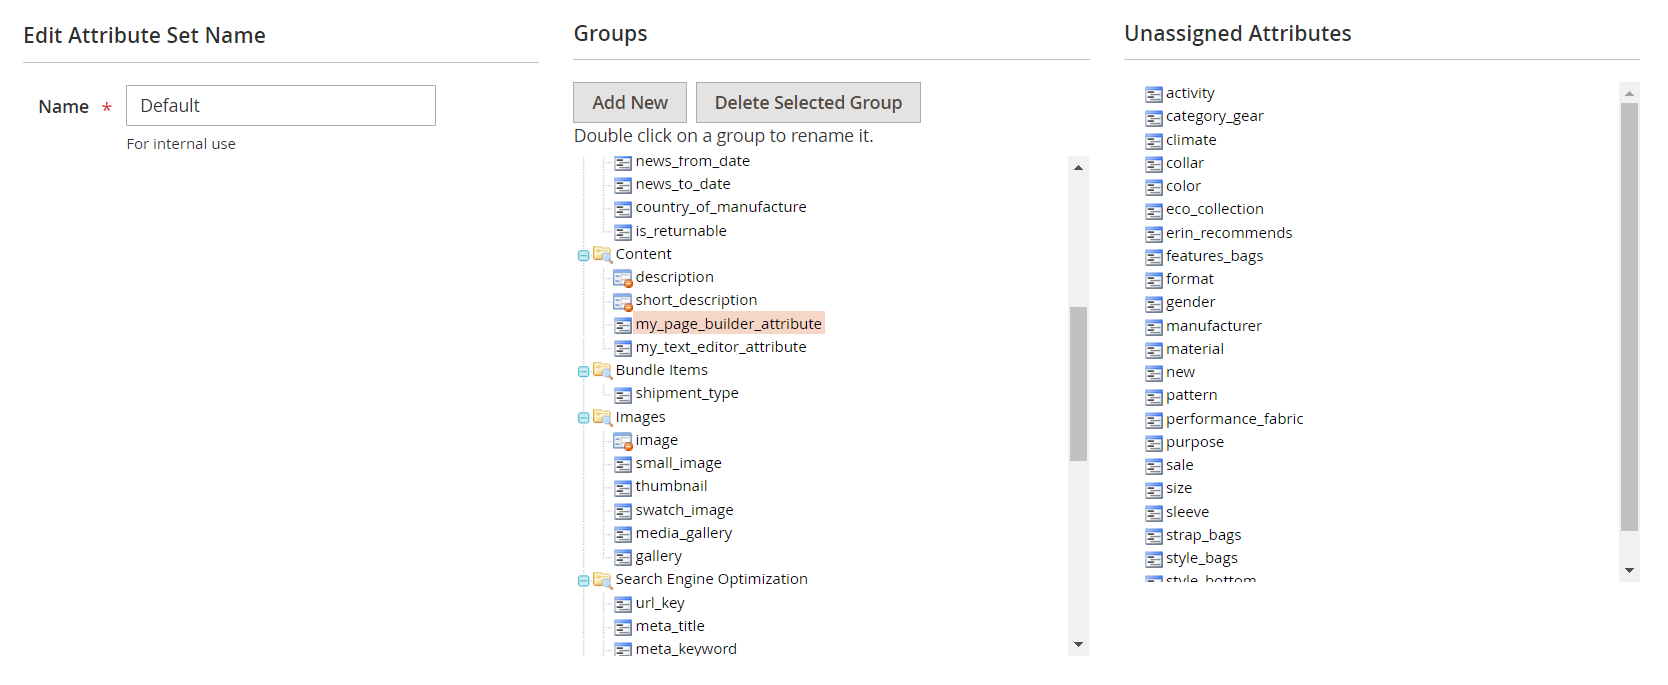 Edit Attribute Set Name
Name *
Default
For internal use
Groups
Add New
Delete Selected Group
Double click on a group to rename it.
news_from_date
news_to_date
country_of_manufacture
is_returnable
Content
description
short_description
my_page_builder_attribute
my_text_editor_attribute
Bundle Items
shipment_type
Images
image
small_image
thumbnail
swatch_image
media_gallery
gallery
Search Engine Optimization
url_key
meta_title
meta_keyword
Unassigned Attributes
activity
category_gear
climate
collar
color
eco_collection
erin_recommends
features_bags
format
gender
manufacturer
material
new
pattern
performance_fabric
purpose
sale
size
sleeve
strap_bags
style_bags
style_bottom